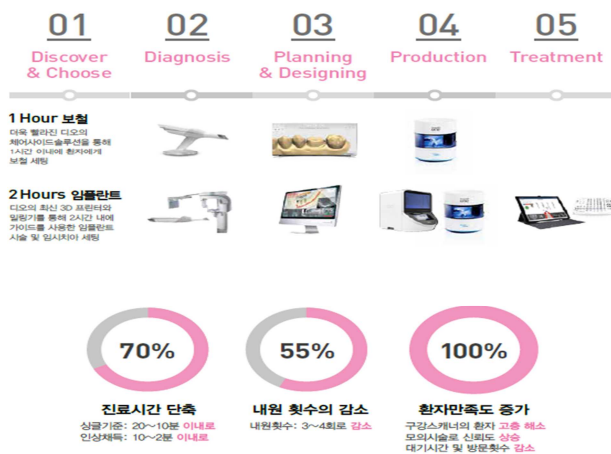 01 02 03 04 05
Discover & Choose
Diagnosis
Planning & Designing
Production
Treatment
1 Hour 보철
더욱 빨라진 디오의
체어사이드솔루션을 통해
1시간 이내에 환자에게
보철 세팅
2 Hours 임플란트
디오의 최신 3D 프린터와
밀링기를 통해 2시간 내에
가이드를 사용한 임플란트
시술 및 임시치아 세팅
70%
55%
100%
진료시간 단축
싱글기준: 20~10분 이내로
인상채득: 10~2분 이내로
내원 횟수의 감소
내원횟수: 3~4회로 감소
환자만족도 증가
구강스캐너의 환자 고충 해소
모의시술로 신뢰도 상승
대기시간 및 방문횟수 감소